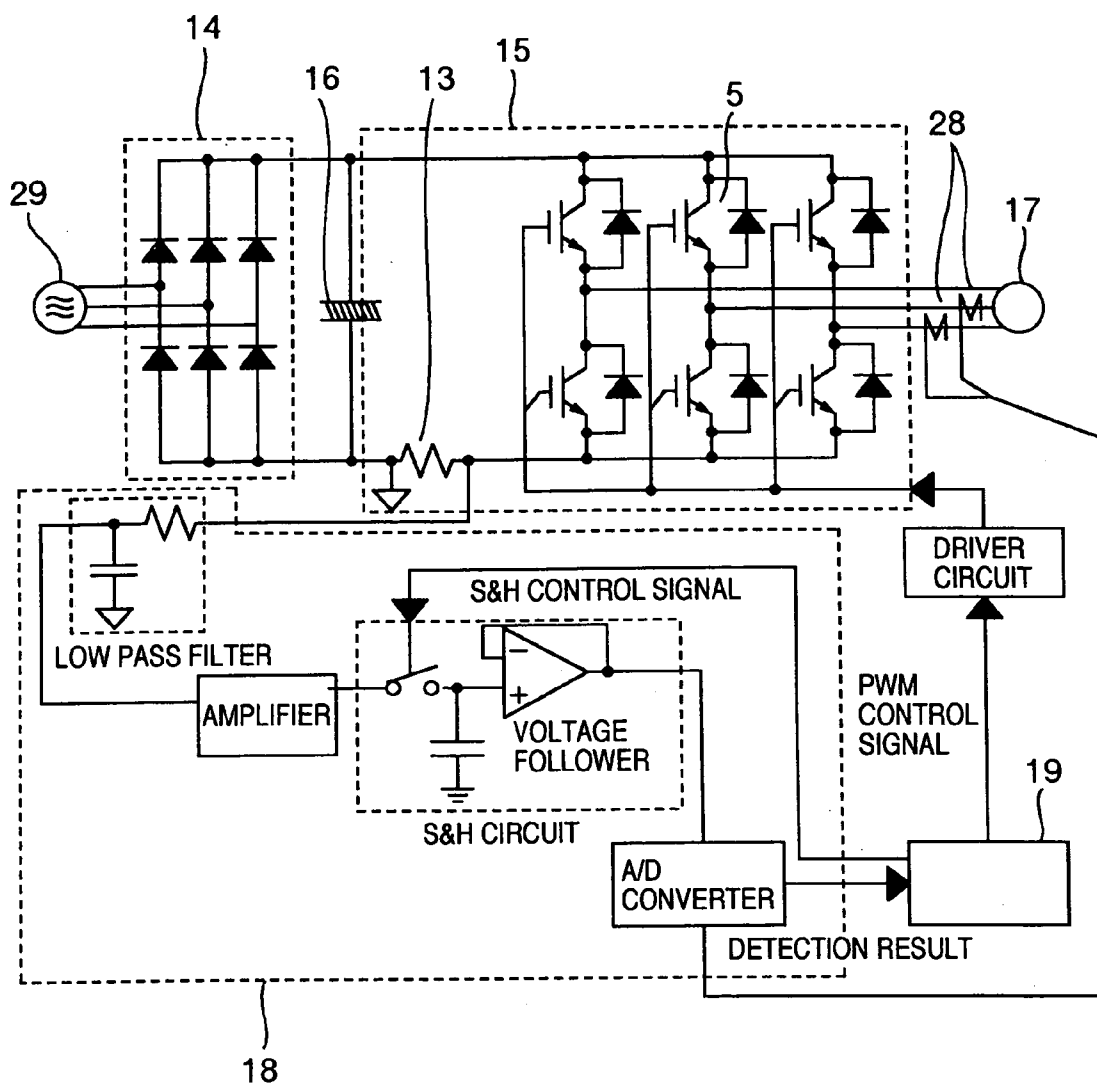 14
15
16
13
5
28
29
17
DRIVER
CIRCUIT
S&H CONTROL SIGNAL
LOW PASS FILTER
AMPLIFIER
−
+
VOLTAGE
FOLLOWER
PWM
CONTROL
SIGNAL
19
S&H CIRCUIT
A/D
CONVERTER
DETECTION RESULT
18